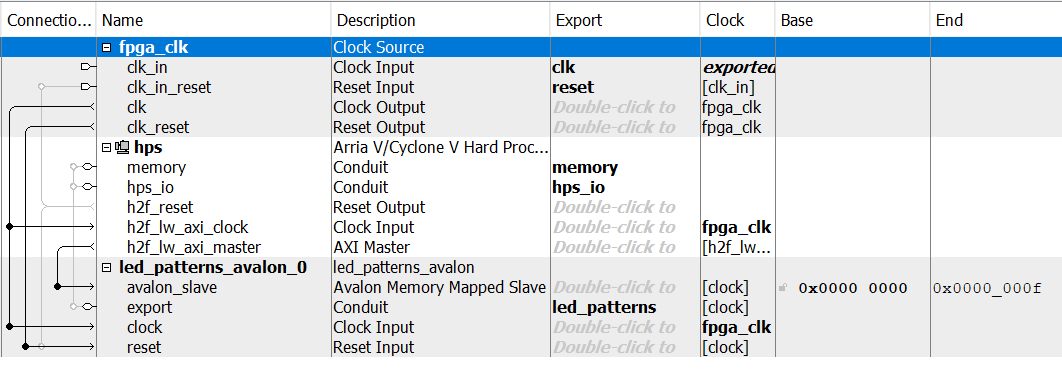 Connectio... Name Description Export Clock Base End
fpga_clk Clock Source
clk_in Clock Input clk exported
clk_in_reset Reset Input reset [clk_in]
clk Clock Output Double-click to fpga_clk
clk_reset Reset Output Double-click to fpga_clk
hps Arria V/Cyclone V Hard Proc...
memory Conduit memory
hps_io Conduit hps_io
h2f_reset Reset Output Double-click to
h2f_lw_axi_clock Clock Input Double-click to fpga_clk
h2f_lw_axi_master AXI Master Double-click to [h2f_lw...
led_patterns_avalon_0 led_patterns_avalon
avalon_slave Avalon Memory Mapped Slave Double-click to [clock] 0x0000 0000 0x0000_000f
export Conduit led_patterns [clock]
clock Clock Input Double-click to fpga_clk
reset Reset Input Double-click to [clock]